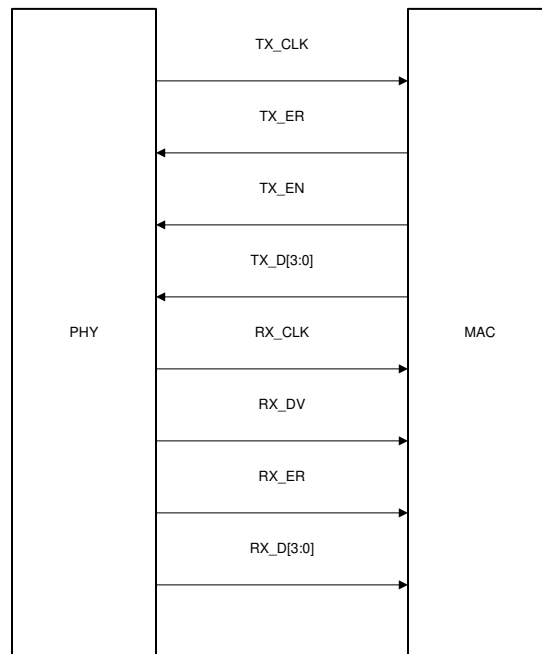 TX_CLK
TX_ER
TX_EN
TX_D[3:0]
PHY
RX_CLK
MAC
RX_DV
RX_ER
RX_D[3:0]